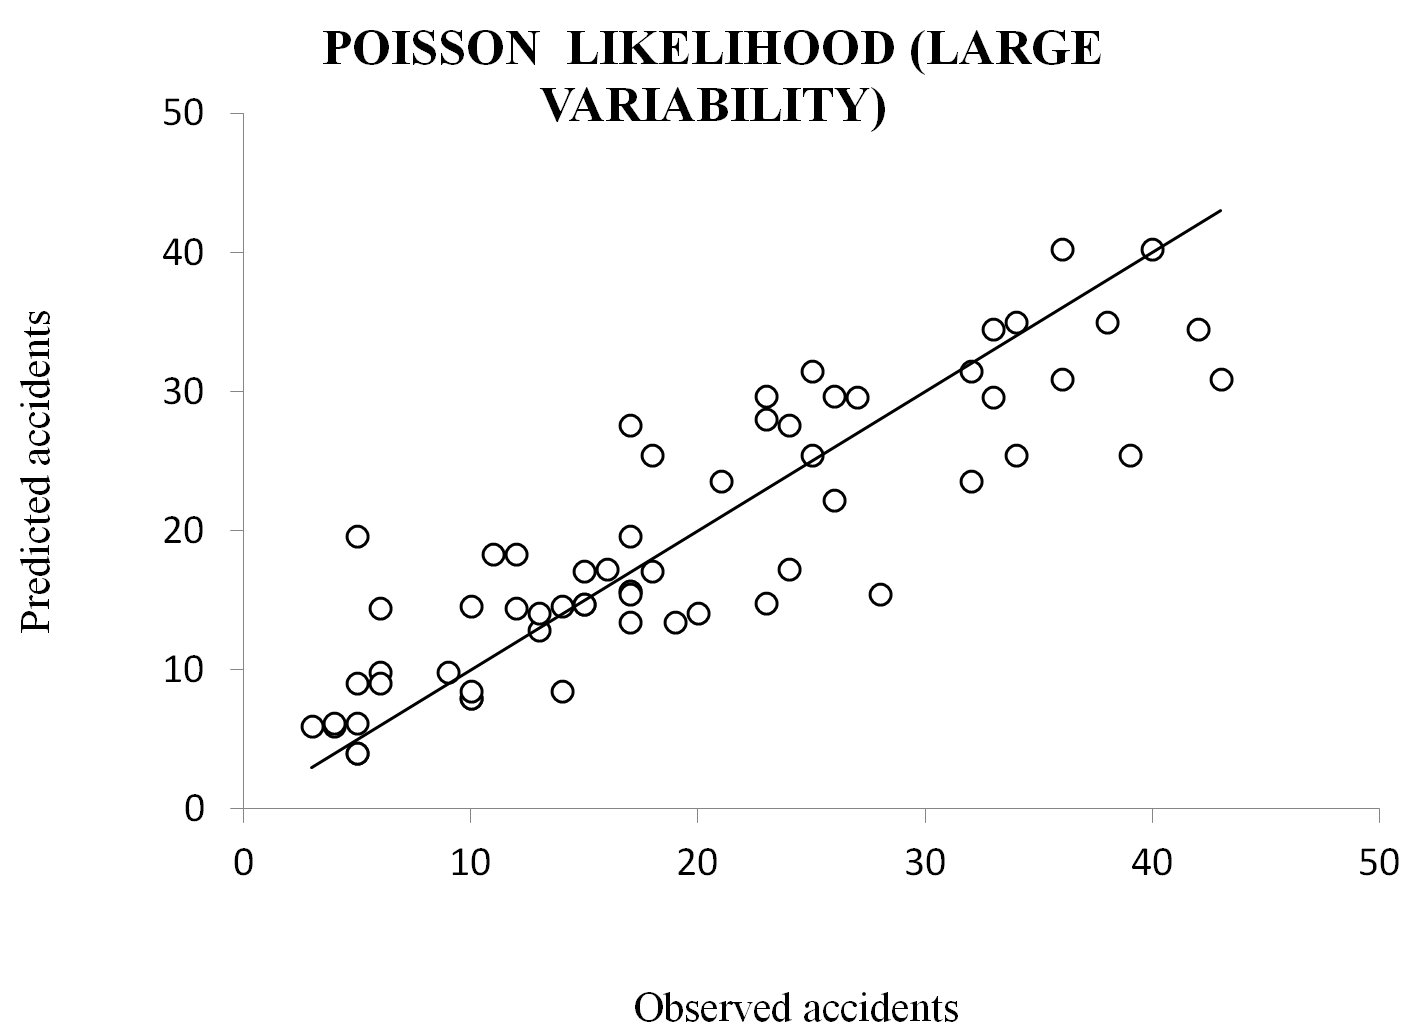 POISSON LIKELIHOOD (LARGE
VARIABILITY)
50
40
30
20
10
0
Predicted accidents
0 10 20 30 40 50
Observed accidents